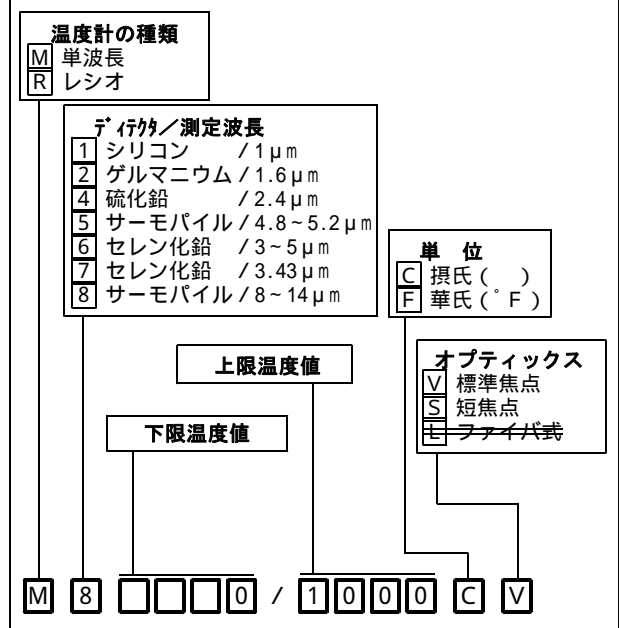 温度計の種類
M 単波長
R レシオ
ディテクタ／測定波長
1 シリコン /1μm
2 ゲルマニウム/1.6μm
4 硫化鉛 /2.4μm
5 サーモパイル/4.8~5.2μm
6 セレン化鉛 /3~5μm
7 セレン化鉛 /3.43μm
8 サーモパイル/8~14μm
単 位
C 摂氏( )
F 華氏(°F)
オプティックス
V 標準焦点
S 短焦点
L ファイバ式
上限温度値
下限温度値
M 8 0 / 1 0 0 0 C V